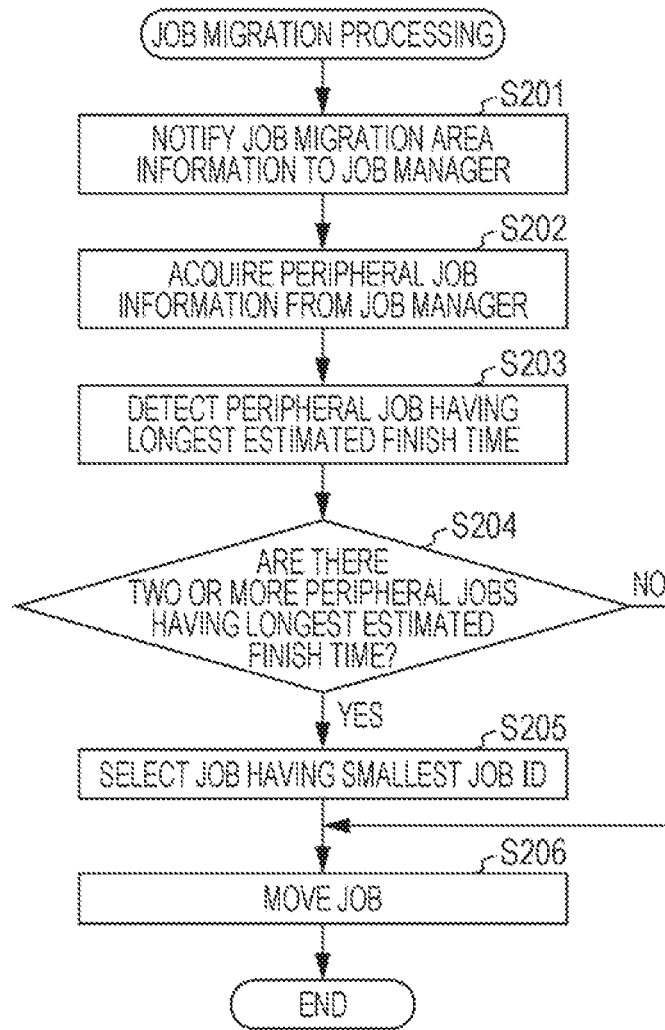 JOB MIGRATION PROCESSING
S201
NOTIFY JOB MIGRATION AREA
INFORMATION TO JOB MANAGER
S202
ACQUIRE PERIPHERAL JOB
INFORMATION FROM JOB MANAGER
S203
DETECT PERIPHERAL JOB HAVING
LONGEST ESTIMATED FINISH TIME
S204
ARE THERE
TWO OR MORE PERIPHERAL JOBS
HAVING LONGEST ESTIMATED
FINISH TIME?
NO
YES
S205
SELECT JOB HAVING SMALLEST JOB ID
S206
MOVE JOB
END